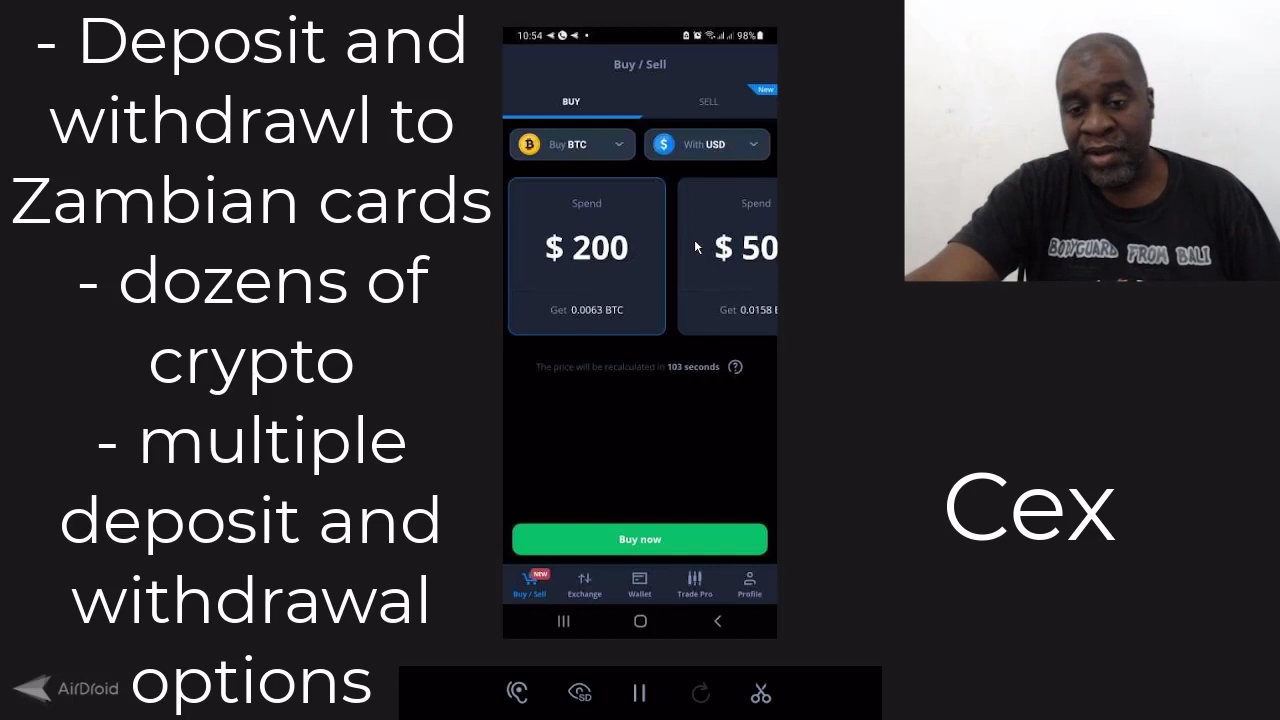 - Deposit and
withdrawl to
Zambian cards
- dozens of
crypto
- multiple
deposit and
withdrawal
options
AirDroid
10:54
98%
Buy / Sell
New
BUY
SELL
Buy BTC
With USD
Spend
$ 200
Get 0.0063 BTC
Spend
$ 50
Get 0.0158
The price will be recalculated in 103 seconds
?
Buy now
NEW
Buy / Sell
Exchange
Wallet
Trade Pro
Profile
SD
BODYGUARD FROM BALI
Cex